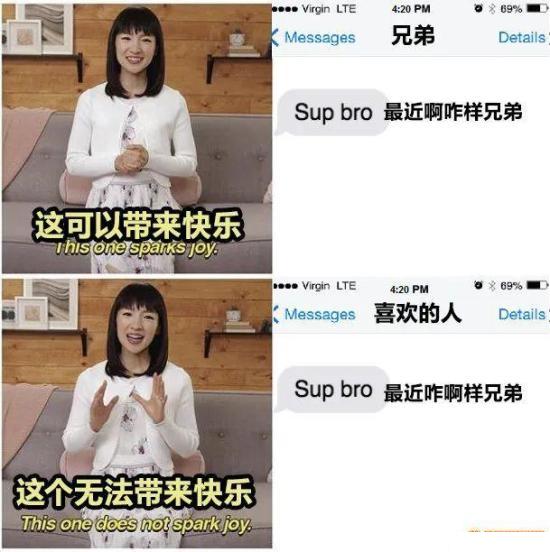 Virgin LTE 4:20 PM 69%
Messages 兄弟 Details
Sup bro 最近啊咋样兄弟
这可以带来快乐
This one sparks joy.
Virgin LTE 4:20 PM 69%
Messages 喜欢的人 Details
Sup bro 最近咋啊样兄弟
这个无法带来快乐
This one does not spark joy.